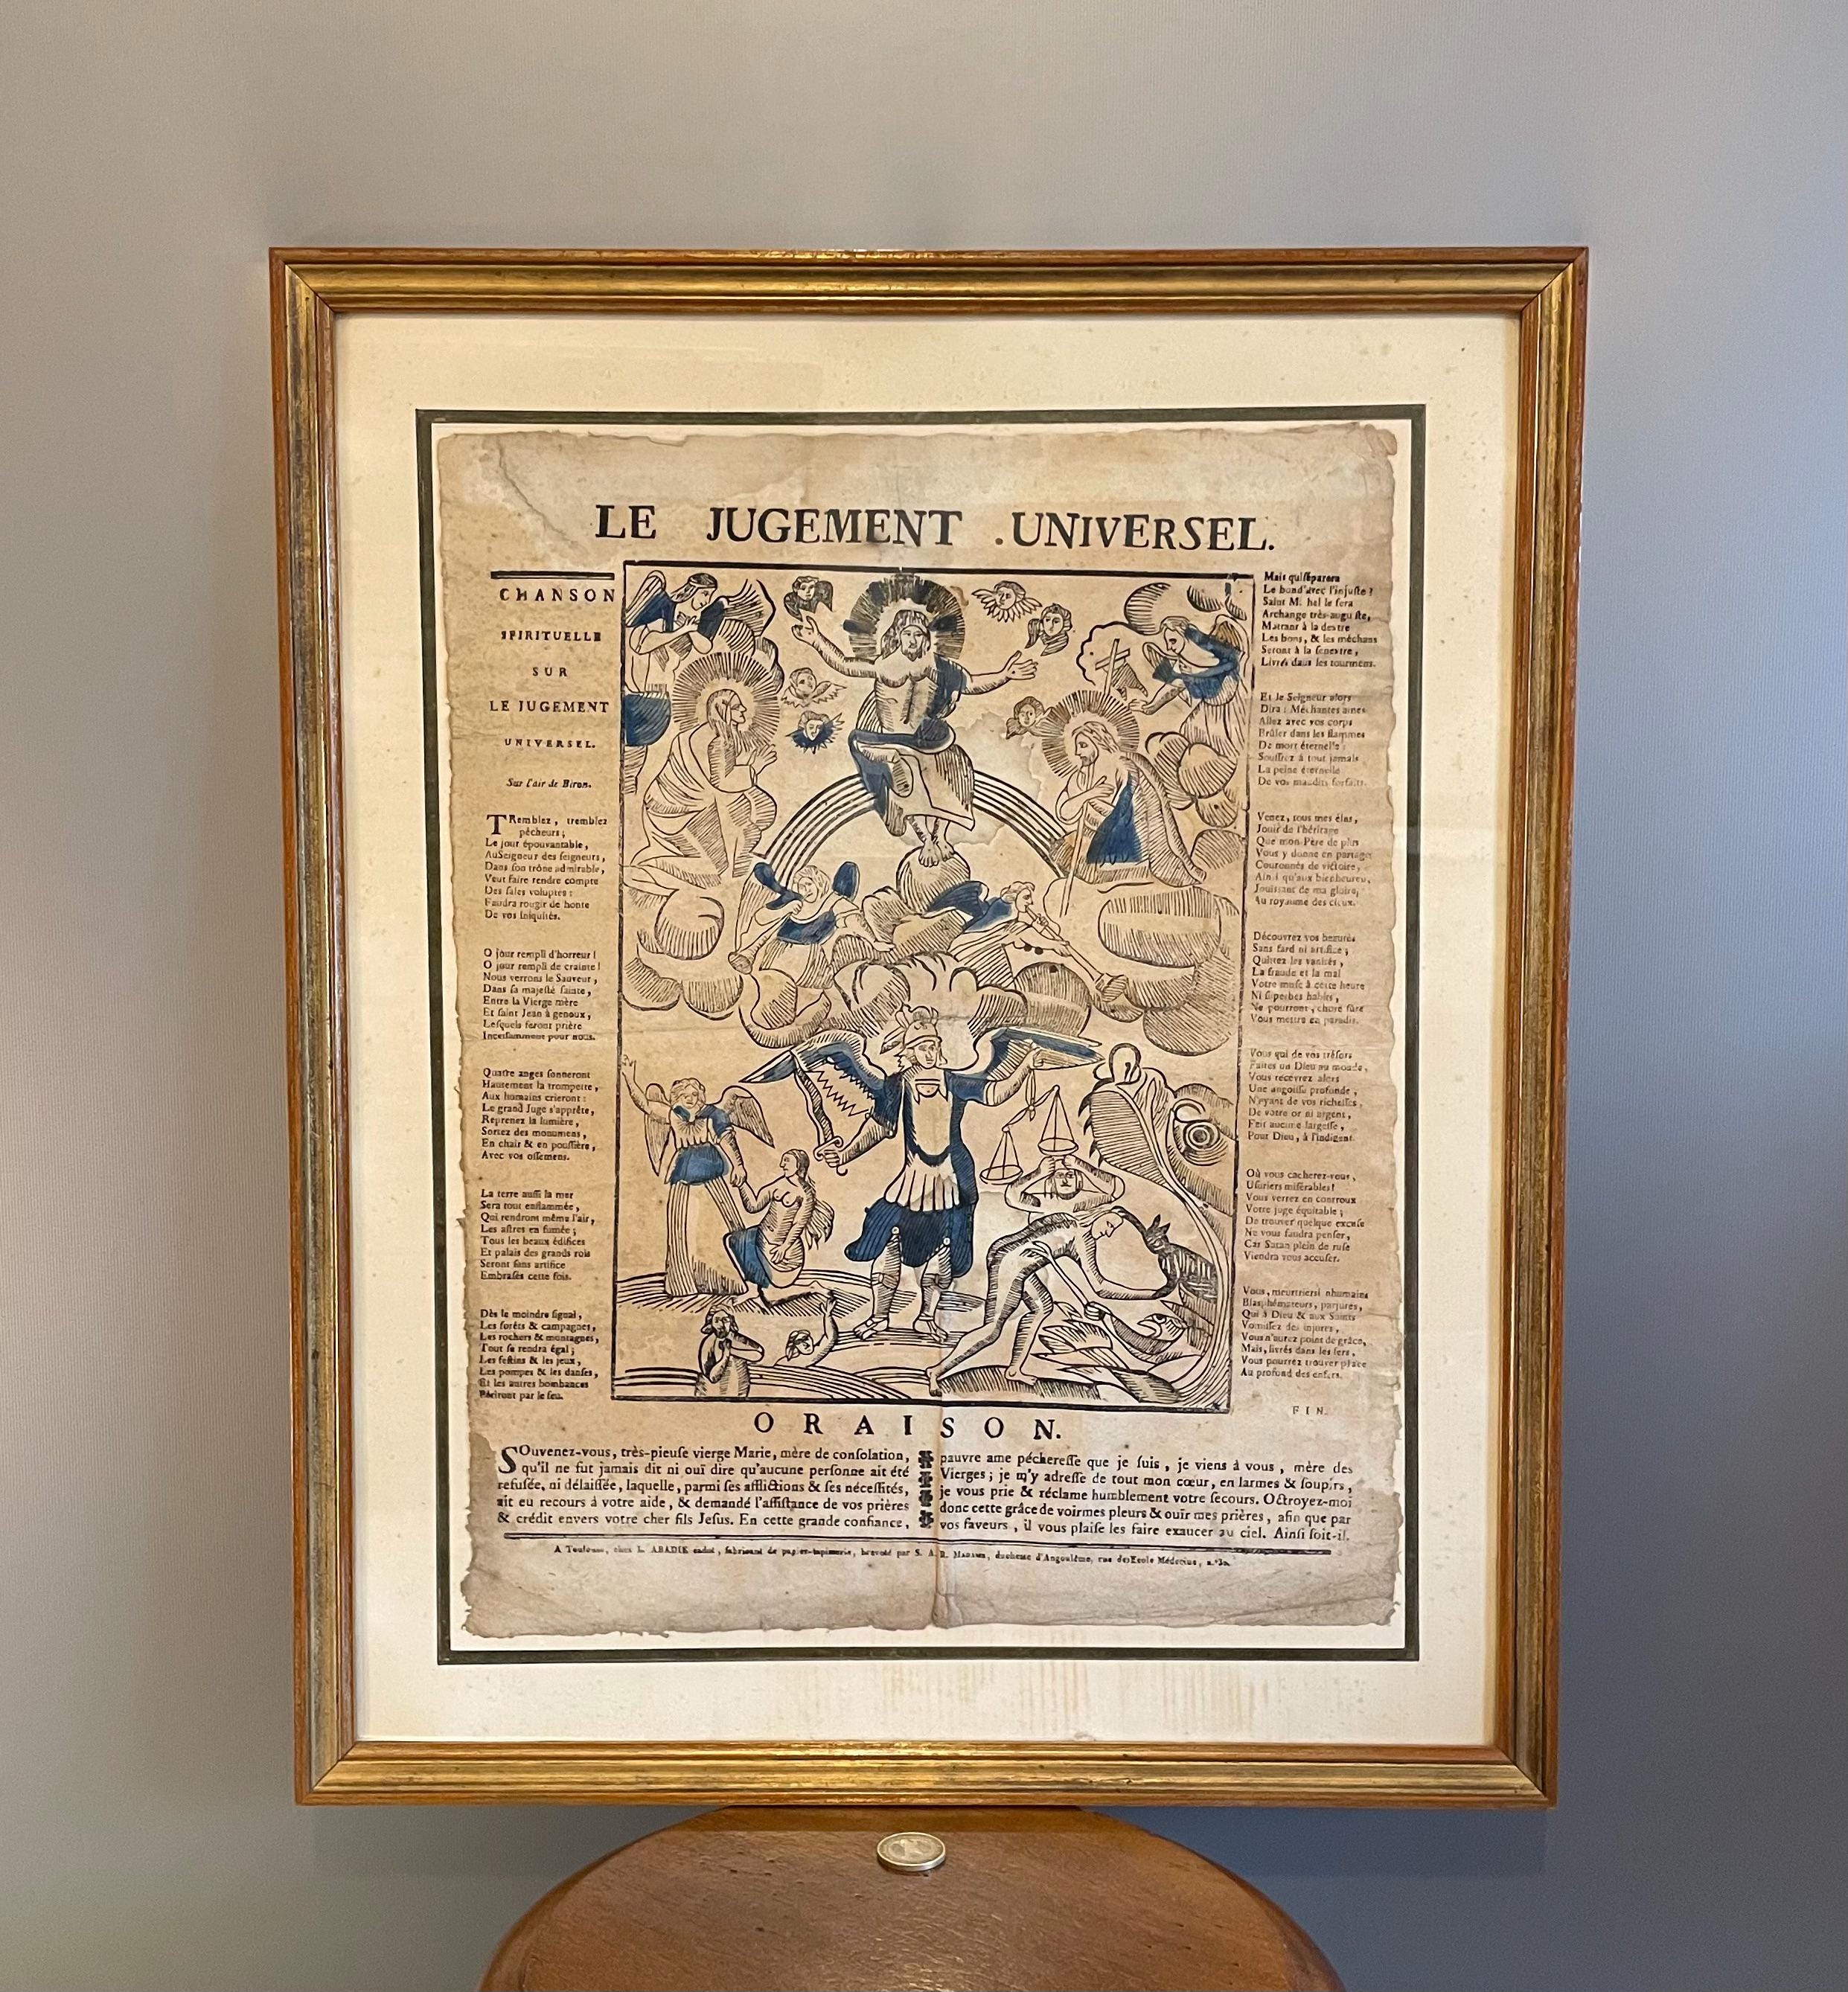 LE JUGEMENT .UNIVERSEL.
CHANSON
SPIRITUELLE
SUR
LE JUGEMENT
UNIVERSEL.
Sur l'air de Biron.
TRemblez, tremblez
pécheurs;
Le jour épouvantable,
AuSeigneur des ſeigneurs,
Dans ſon trône admirable,
Veut faire rendre compte
Des ſales voluptés:
Faudra rougir de honte
De vos iniquités.
O jour rempli d'horreur!
O jour rempli de crainte!
Nous verrons le Sauveur,
Dans ſa majeſté ſainte,
Entre la Vierge mère
Et ſaint Jean à genoux,
Leſquels feront prière
Inceſſamment pour nous.
Quatre anges ſonneront
Hautement la trompette,
Aux humains crieront:
Le grand Juge s'apprête,
Reprenez la lumière,
Sortez des monumens,
En chair & en pouſſière,
Avec vos oſſemens.
La terre auſſi la mer
Sera tout enflammée,
Qui rendront même l'air,
Les aſtres en fumée;
Tous les beaux édifices
Et palais des grands rois
Seront ſans artifice
Embraſés cette fois.
Dès le moindre ſignal,
Les forêts & campagnes,
Les rochers & montagnes,
Tout ſe rendra égal;
Les feſtins & les jeux,
Les pompes & les danſes,
Et les autres bombances
Périront par le feu.
Mais qui ſéparera
Le bon d'avec l'injuſte?
Saint M. hel le fera
Archange très-auguſte,
Mettant à la dextre
Les bons, & les méchans
Seront à la ſeneſtre,
Livrés dans les tourmens.
Et le Seigneur alors
Dira: Méchantes ames
Allez avec vos corps
Brûler dans les flammes
De mort éternelle:
Souffrez à tout jamais
La peine éternelle
De vos maudits forfaits.
Venez, tous mes élus,
Jouir de l'héritage
Que mon Père de plus
Vous y donne en partage
Couronnés de victoire,
Ainſi qu'aux bienheureux,
Jouiſſant de ma gloire,
Au royaume des cieux.
Découvrez vos beautés
Sans fard ni artifice;
Quittez les vanités,
La fraude et la mal
Votre muſc à cette heure
Ni ſuperbes habits,
Ne pourront, choſe ſûre
Vous mettre en paradis.
Vous qui de vos tréſors
Faites un Dieu au monde,
Vous recevrez alors
Une angoiſſe profonde,
N'ayant de vos richeſſes,
De votre or ni argent,
Fait aucune largeſſe,
Pour Dieu, à l'indigent.
Où vous cacherez-vous,
Uſuriers miſérables!
Vous verrez en courroux
Votre juge équitable;
De trouver quelque excuſe
Ne vous faudra penſer,
Car Satan plein de ruſe
Viendra vous accuſer.
Vous, meurtriers inhumains
Blaſphémateurs, parjures,
Qui à Dieu & aux Saints
Vomiſſez des injures,
Vous n'aurez point de grâce,
Mais, livrés dans les fers,
Vous pourrez trouver place
Au profond des enfers.
FIN.
ORAISON.
SOuvenez-vous, très-pieuſe vierge Marie, mère de conſolation,
qu'il ne fut jamais dit ni ouï dire qu'aucune perſonne ait été
refuſée, ni délaiſſée, laquelle, parmi ſes afflictions & ſes néceſſités,
ait eu recours à votre aide, & demandé l'aſſiſtance de vos prières
& crédit envers votre cher fils Jeſus. En cette grande confiance,
pauvre ame péchereſſe que je ſuis, je viens à vous, mère des
Vierges; je m'y adreſſe de tout mon cœur, en larmes & ſoupirs,
je vous prie & réclame humblement votre ſecours. Octroyez-moi
donc cette grâce de voirmes pleurs & ouïr mes prières, afin que par
vos faveurs, il vous plaiſe les faire exaucer au ciel. Ainſi ſoit-il.
A Toulouse, chez L. ABADIE cadet, fabricant de papier-tapisserie, breveté par S. A. R. MADAME, duchesse d'Angoulême, rue des Ecole Médecine, n.º 30.